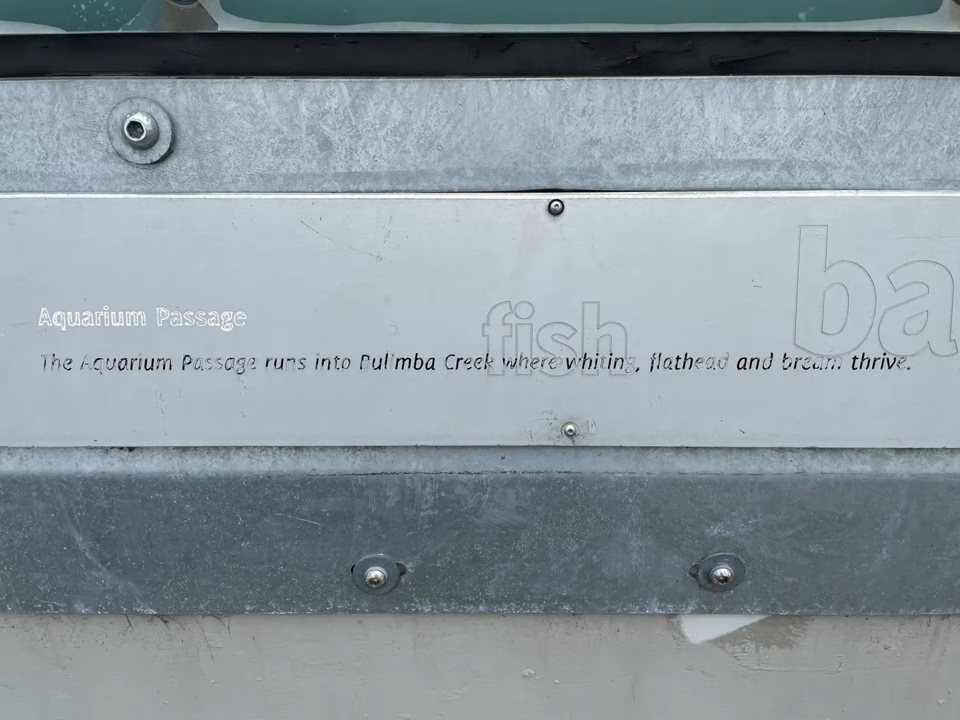 Aquarium Passage
fish
ba
The Aquarium Passage runs into Bulimba Creek where whiting, flathead and bream thrive.